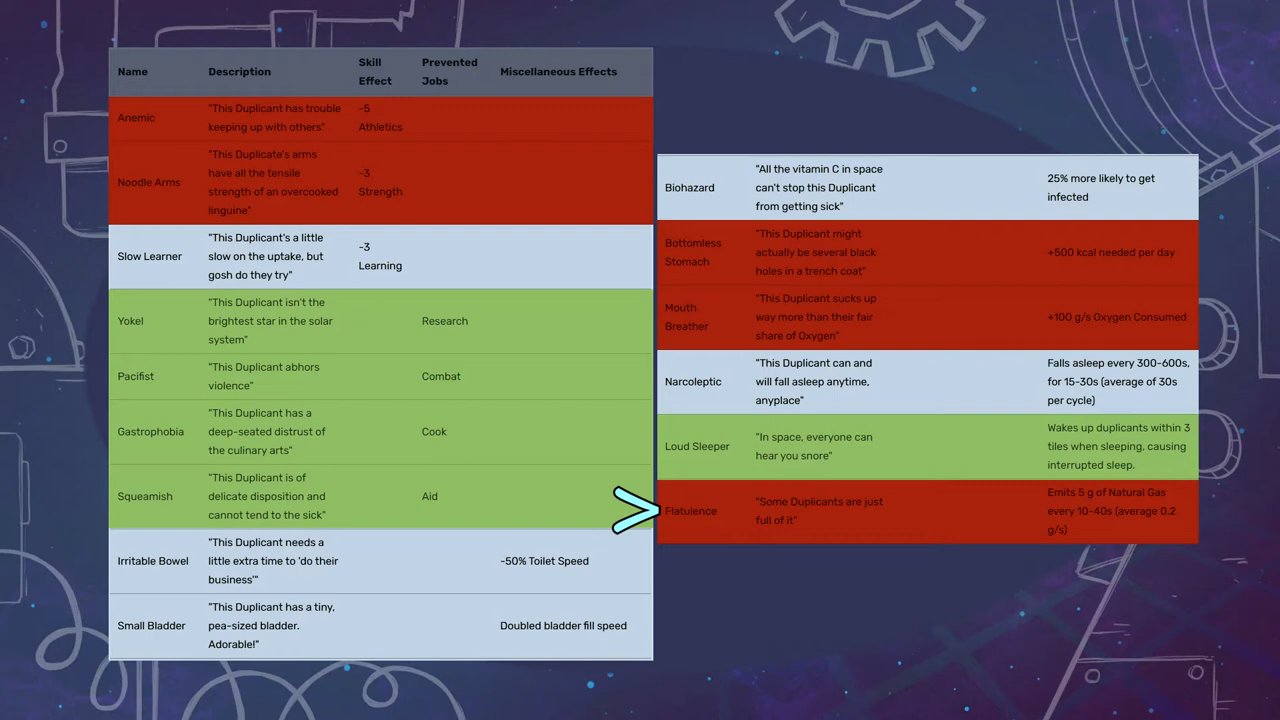 Name Description Skill Effect Prevented Jobs Miscellaneous Effects
Anemic
"This Duplicant has trouble
keeping up with others"
-5
Athletics
Noodle Arms
"This Duplicate's arms
have all the tensile
strength of an overcooked
linguine"
-3
Strength
Slow Learner
"This Duplicant's a little
slow on the uptake, but
gosh do they try"
-3
Learning
Yokel
"This Duplicant isn't the
brightest star in the solar
system"
Research
Pacifist
"This Duplicant abhors
violence"
Combat
Gastrophobia
"This Duplicant has a
deep-seated distrust of
the culinary arts"
Cook
Squeamish
"This Duplicant is of
delicate disposition and
cannot tend to the sick"
Aid
Irritable Bowel
"This Duplicant needs a
little extra time to 'do their
business'"
-50% Toilet Speed
Small Bladder
"This Duplicant has a tiny,
pea-sized bladder.
Adorable!"
Doubled bladder fill speed
Biohazard
"All the vitamin C in space
can't stop this Duplicant
from getting sick"
25% more likely to get
infected
Bottomless
Stomach
"This Duplicant might
actually be several black
holes in a trench coat"
+500 kcal needed per day
Mouth
Breather
"This Duplicant sucks up
way more than their fair
share of Oxygen"
+100 g/s Oxygen Consumed
Narcoleptic
"This Duplicant can and
will fall asleep anytime,
anyplace"
Falls asleep every 300-600s,
for 15-30s (average of 30s
per cycle)
Loud Sleeper
"In space, everyone can
hear you snore"
Wakes up duplicants within 3
tiles when sleeping, causing
interrupted sleep.
Flatulence
"Some Duplicants are just
full of it"
Emits 5 g of Natural Gas
every 10-40s (average 0.2
g/s)